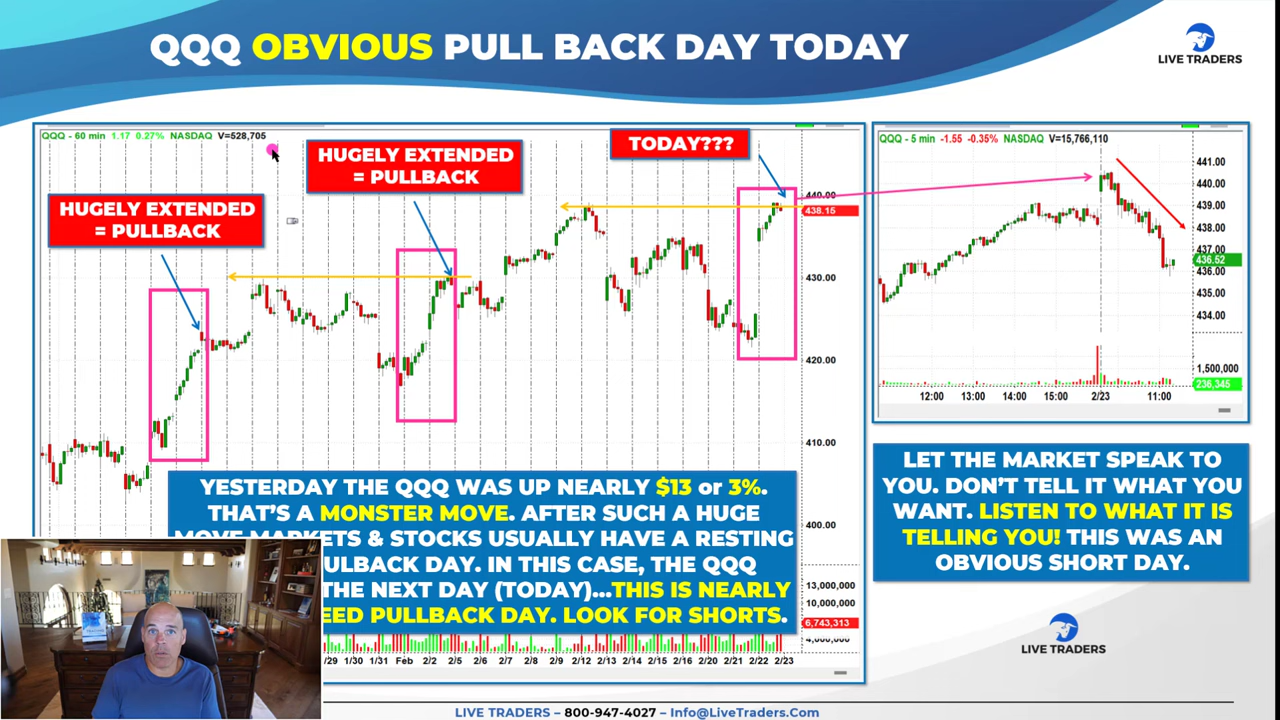 QQQ OBVIOUS PULL BACK DAY TODAY
LIVE TRADERS
QQQ - 60 min 1.17 0.27% NASDAQ V=528,705
HUGELY EXTENDED
= PULLBACK
HUGELY EXTENDED
= PULLBACK
TODAY???
440.00
438.15
430.00
420.00
410.00
400.00
13,000,000
10,000,000
6,743,313
1/29 1/30 1/31 Feb 2/2 2/5 2/6 2/7 2/8 2/9 2/12 2/13 2/14 2/15 2/16 2/20 2/21 2/22 2/23
YESTERDAY THE QQQ WAS UP NEARLY $13 or 3%.
THAT'S A MONSTER MOVE. AFTER SUCH A HUGE
MOVE MARKETS & STOCKS USUALLY HAVE A RESTING
ULBACK DAY. IN THIS CASE, THE QQQ
THE NEXT DAY (TODAY)...THIS IS NEARLY
EED PULLBACK DAY. LOOK FOR SHORTS.
QQQ - 5 min -1.55 -0.35% NASDAQ V=15,766,110
441.00
440.00
439.00
438.00
437.00
436.52
436.00
435.00
434.00
1,500,000
236,345
12:00 13:00 14:00 15:00 2/23 11:00
LET THE MARKET SPEAK TO
YOU. DON'T TELL IT WHAT YOU
WANT. LISTEN TO WHAT IT IS
TELLING YOU! THIS WAS AN
OBVIOUS SHORT DAY.
LIVE TRADERS
LIVE TRADERS – 800-947-4027 – Info@LiveTraders.Com